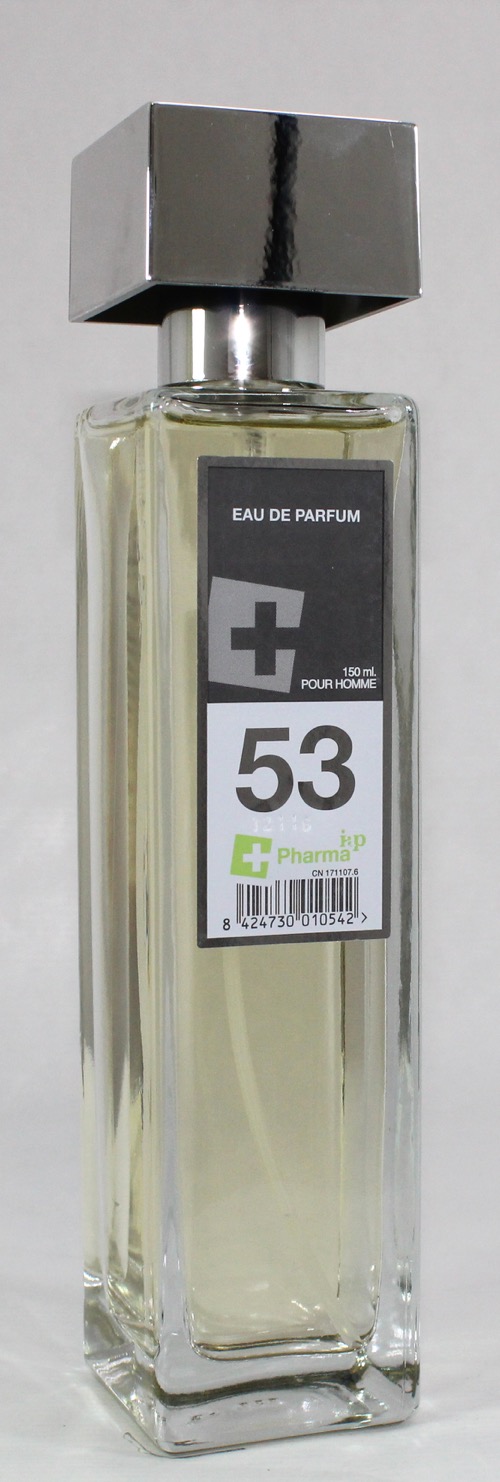 EAU DE PARFUM
150 ml.
POUR HOMME
53
iap
Pharma
CN 171107.6
8 424730 010542 >